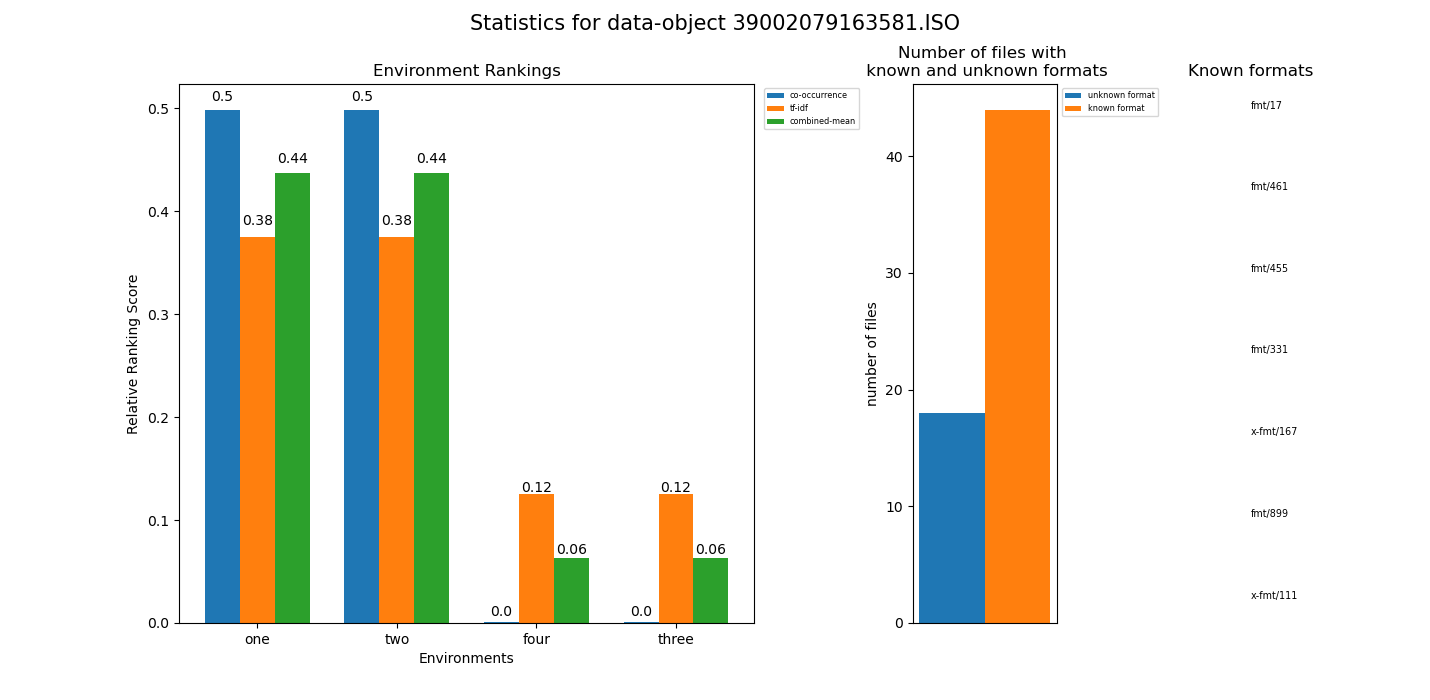 Statistics for data-object 39002079163581.ISO
Environment Rankings
0.5
0.4
0.3
0.2
0.1
0.0
Relative Ranking Score
0.5
0.38
0.44
0.5
0.38
0.44
0.0
0.12
0.06
0.0
0.12
0.06
one
two
four
three
Environments
co-occurrence
tf-idf
combined-mean
Number of files with
known and unknown formats
40
30
20
10
0
number of files
unknown format
known format
Known formats
fmt/17
fmt/461
fmt/455
fmt/331
x-fmt/167
fmt/899
x-fmt/111